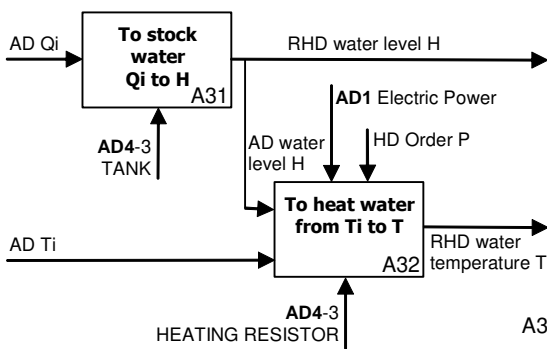 AD Qi
To stock
water
Qi to H
A31
RHD water level H
AD4-3
TANK
AD water
level H
AD1 Electric Power
HD Order P
AD Ti
To heat water
from Ti to T
A32
RHD water
temperature T
AD4-3
HEATING RESISTOR
A3